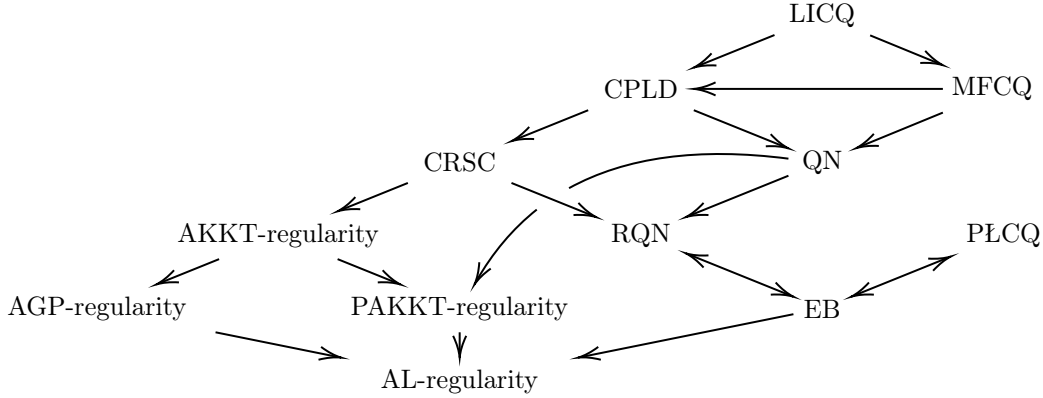 LICQ
CPLD MFCQ
CRSC QN
AKKT-regularity RQN PŁCQ
AGP-regularity PAKKT-regularity EB
AL-regularity